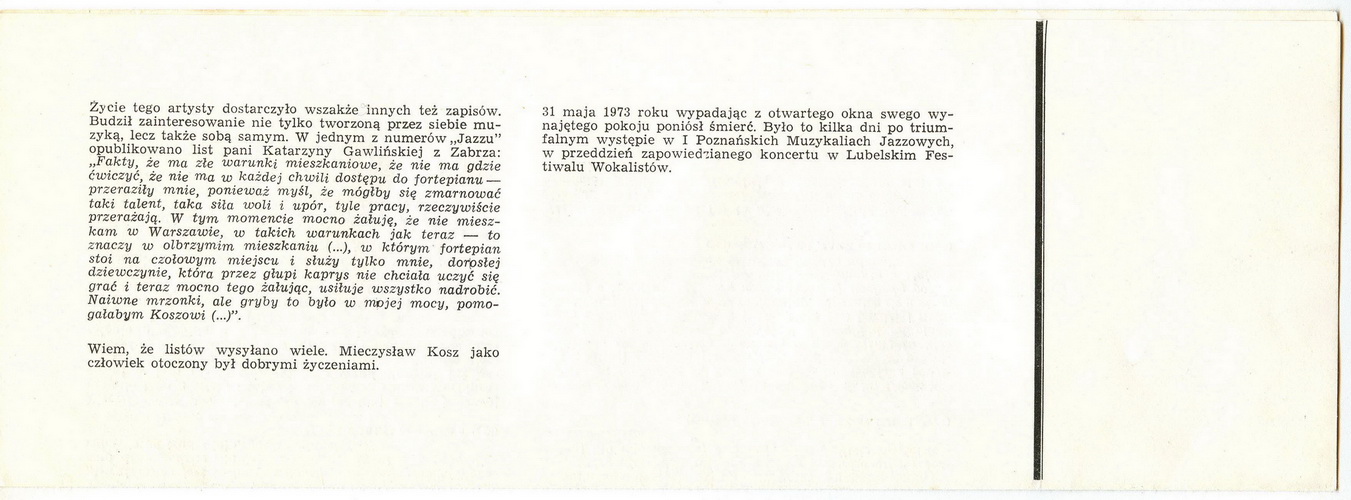 Życie tego artysty dostarczyło wszakże innych też zapisów.
Budził zainteresowanie nie tylko tworzoną przez siebie mu-
zyką, lecz także sobą samym. W jednym z numerów „Jazzu”
opublikowano list pani Katarzyny Gawlińskiej z Zabrza:
„Fakty, że ma złe warunki mieszkaniowe, że nie ma gdzie
ćwiczyć, że nie ma w każdej chwili dostępu do fortepianu —
przeraziły mnie, ponieważ myśl, że mógłby się zmarnować
taki talent, taka siła woli i upór, tyle pracy, rzeczywiście
przerażają. W tym momencie mocno żałuję, że nie miesz-
kam w Warszawie, w takich warunkach jak teraz — to
znaczy w olbrzymim mieszkaniu (...), w którym fortepian
stoi na czołowym miejscu i służy tylko mnie, dorosłej
dziewczynie, która przez głupi kaprys nie chciała uczyć się
grać i teraz mocno tego żałując, usiłuje wszystko nadrobić.
Naiwne mrzonki, ale gryby to było w mojej mocy, pomo-
gałabym Koszowi (...)”.
Wiem, że listów wysyłano wiele. Mieczysław Kosz jako
człowiek otoczony był dobrymi życzeniami.
31 maja 1973 roku wypadając z otwartego okna swego wy-
najętego pokoju poniósł śmierć. Było to kilka dni po trium-
falnym występie w I Poznańskich Muzykaliach Jazzowych,
w przeddzień zapowiedzianego koncertu w Lubelskim Fes-
tiwalu Wokalistów.